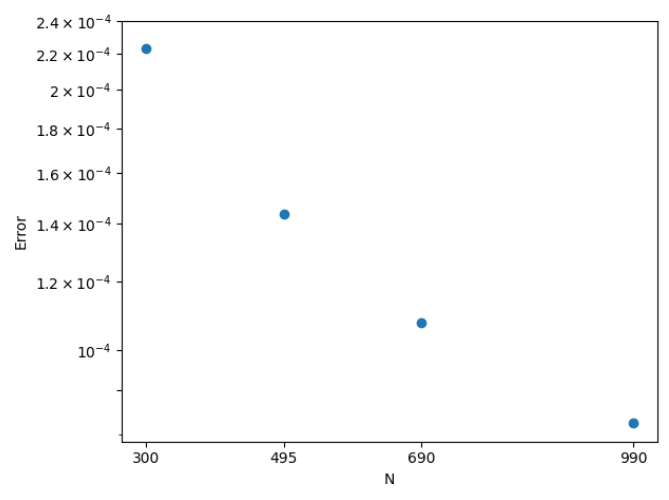 2.4 × 10⁻⁴
2.2 × 10⁻⁴
2 × 10⁻⁴
1.8 × 10⁻⁴
1.6 × 10⁻⁴
1.4 × 10⁻⁴
1.2 × 10⁻⁴
10⁻⁴
Error
300 495 690 990
N